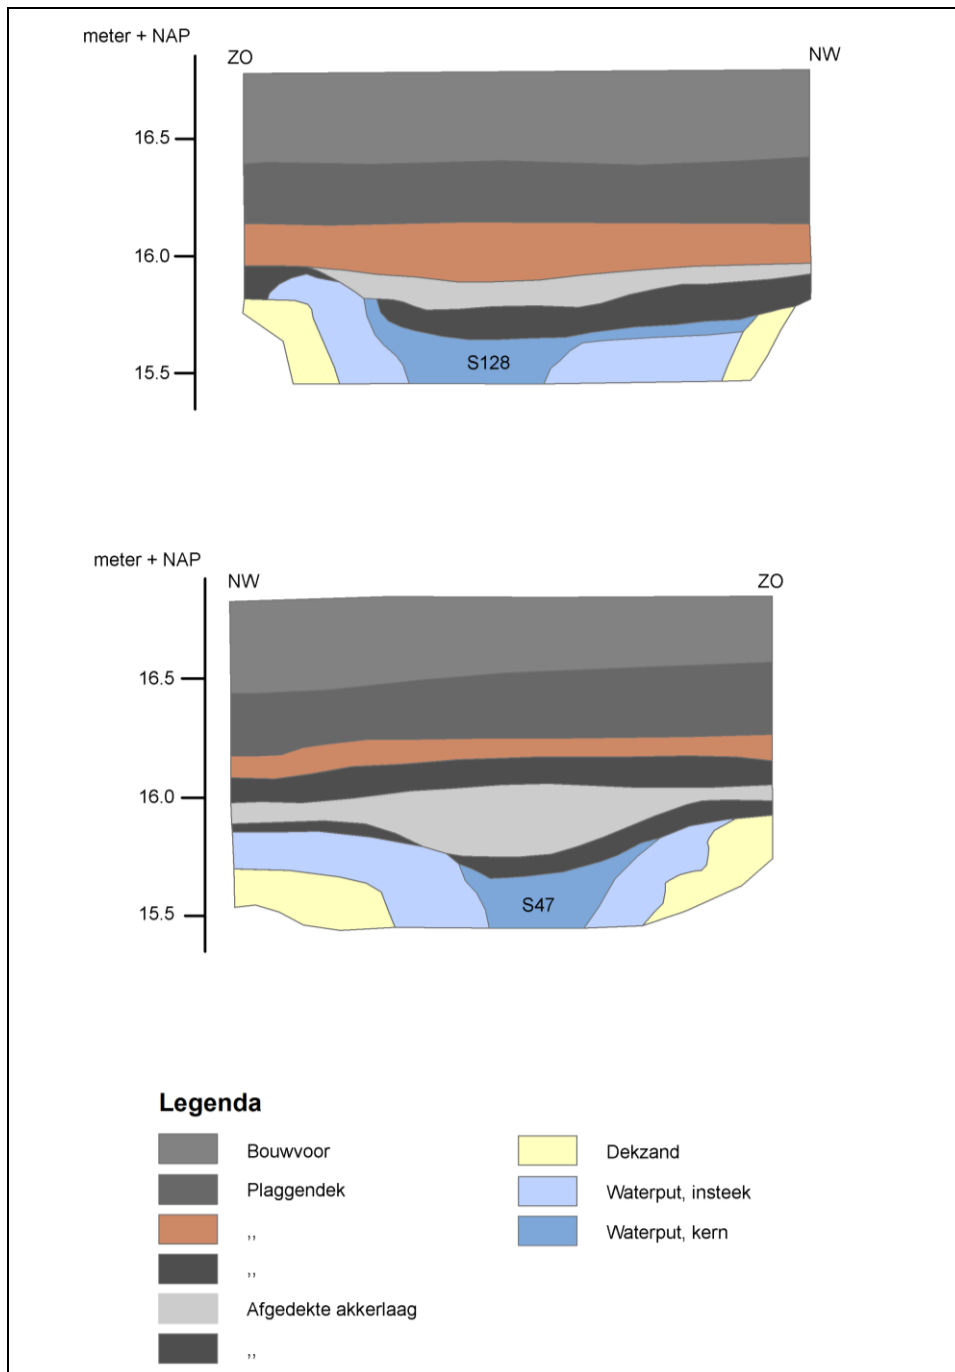 meter + NAP
ZO
NW
16.5
16.0
15.5
S128
meter + NAP
NW
ZO
16.5
16.0
15.5
S47
Legenda
Bouwvoor
Plaggendek
,,
,,
Afgedekte akkerlaag
,,
Dekzand
Waterput, insteek
Waterput, kern